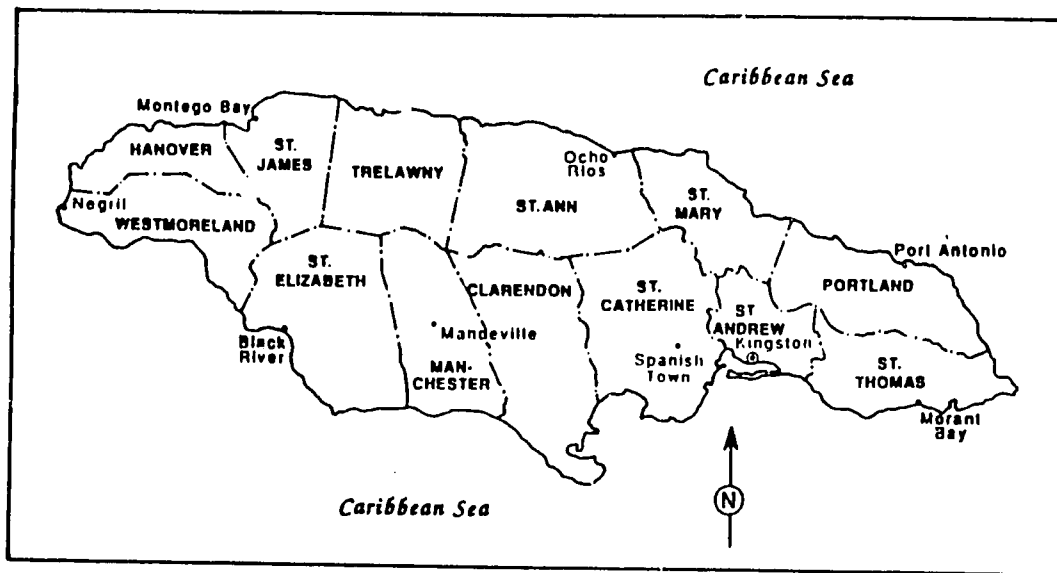 Caribbean Sea
Montego Bay
HANOVER
ST.
JAMES
TRELAWNY
Ocho
Rios
ST. ANN
ST.
MARY
Negril
WESTMORELAND
Port Antonio
ST.
ELIZABETH
CLARENDON
ST.
CATHERINE
PORTLAND
ST
ANDREW
Kingston
Black
River
Mandeville
MAN-
CHESTER
Spanish
Town
ST.
THOMAS
Morant
Bay
Caribbean Sea
N